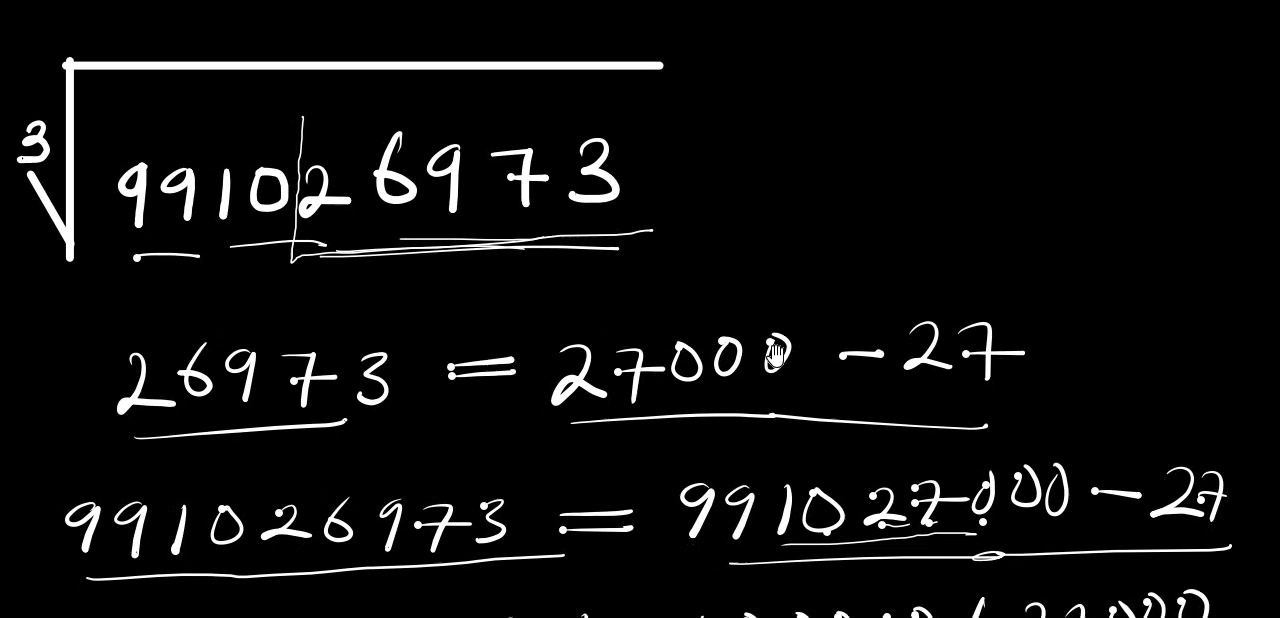 3
991026973
26973 = 27000 - 27
991026973 = 991027000 - 27